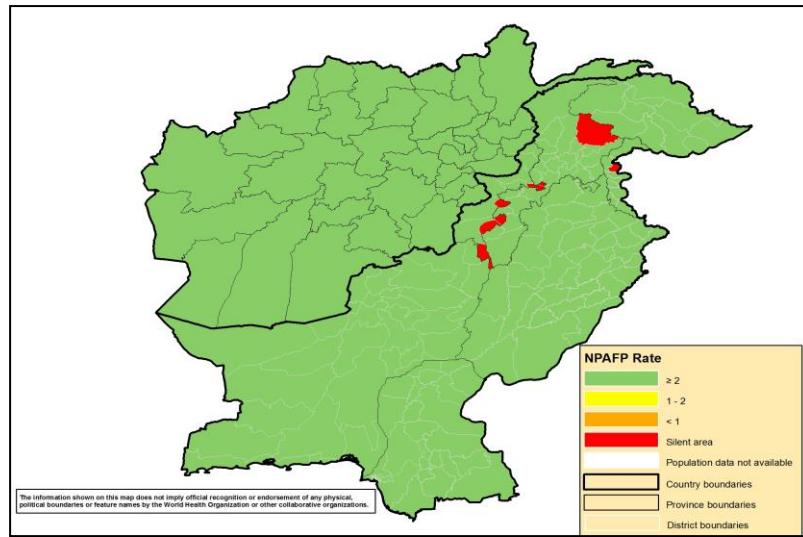 NPAFP Rate
≥ 2
1 - 2
< 1
Silent area
Population data not available
Country boundaries
Province boundaries
District boundaries
The information shown on this map does not imply official recognition or endorsement of any physical,
political boundaries or feature names by the World Health Organization or other collaborative organizations.